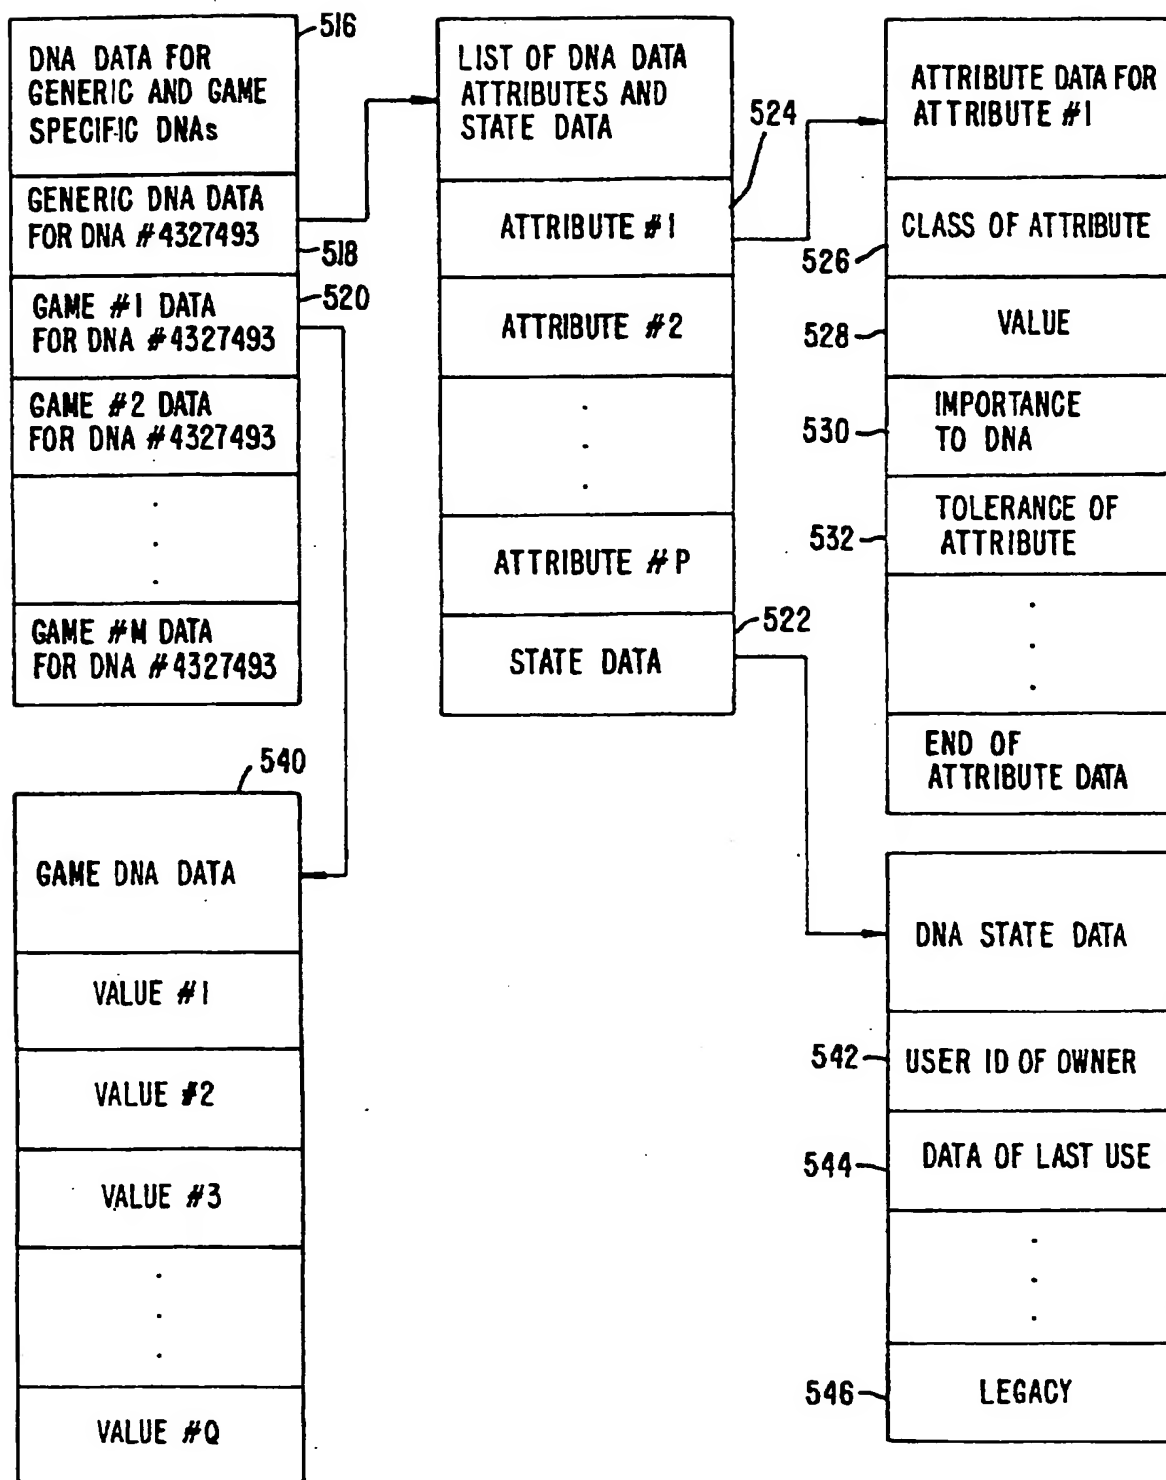 516
DNA DATA FOR
GENERIC AND GAME
SPECIFIC DNAs
GENERIC DNA DATA
FOR DNA #4327493
518
520
GAME #1 DATA
FOR DNA #4327493
GAME #2 DATA
FOR DNA #4327493
.
.
.
GAME #M DATA
FOR DNA #4327493
540
GAME DNA DATA
VALUE #1
VALUE #2
VALUE #3
.
.
.
VALUE #Q
LIST OF DNA DATA
ATTRIBUTES AND
STATE DATA
524
ATTRIBUTE #1
ATTRIBUTE #2
.
.
.
ATTRIBUTE #P
522
STATE DATA
ATTRIBUTE DATA FOR
ATTRIBUTE #1
CLASS OF ATTRIBUTE
526
VALUE
528
IMPORTANCE
TO DNA
530
TOLERANCE OF
ATTRIBUTE
532
.
.
.
END OF
ATTRIBUTE DATA
DNA STATE DATA
542
USER ID OF OWNER
544
DATA OF LAST USE
.
.
.
546
LEGACY